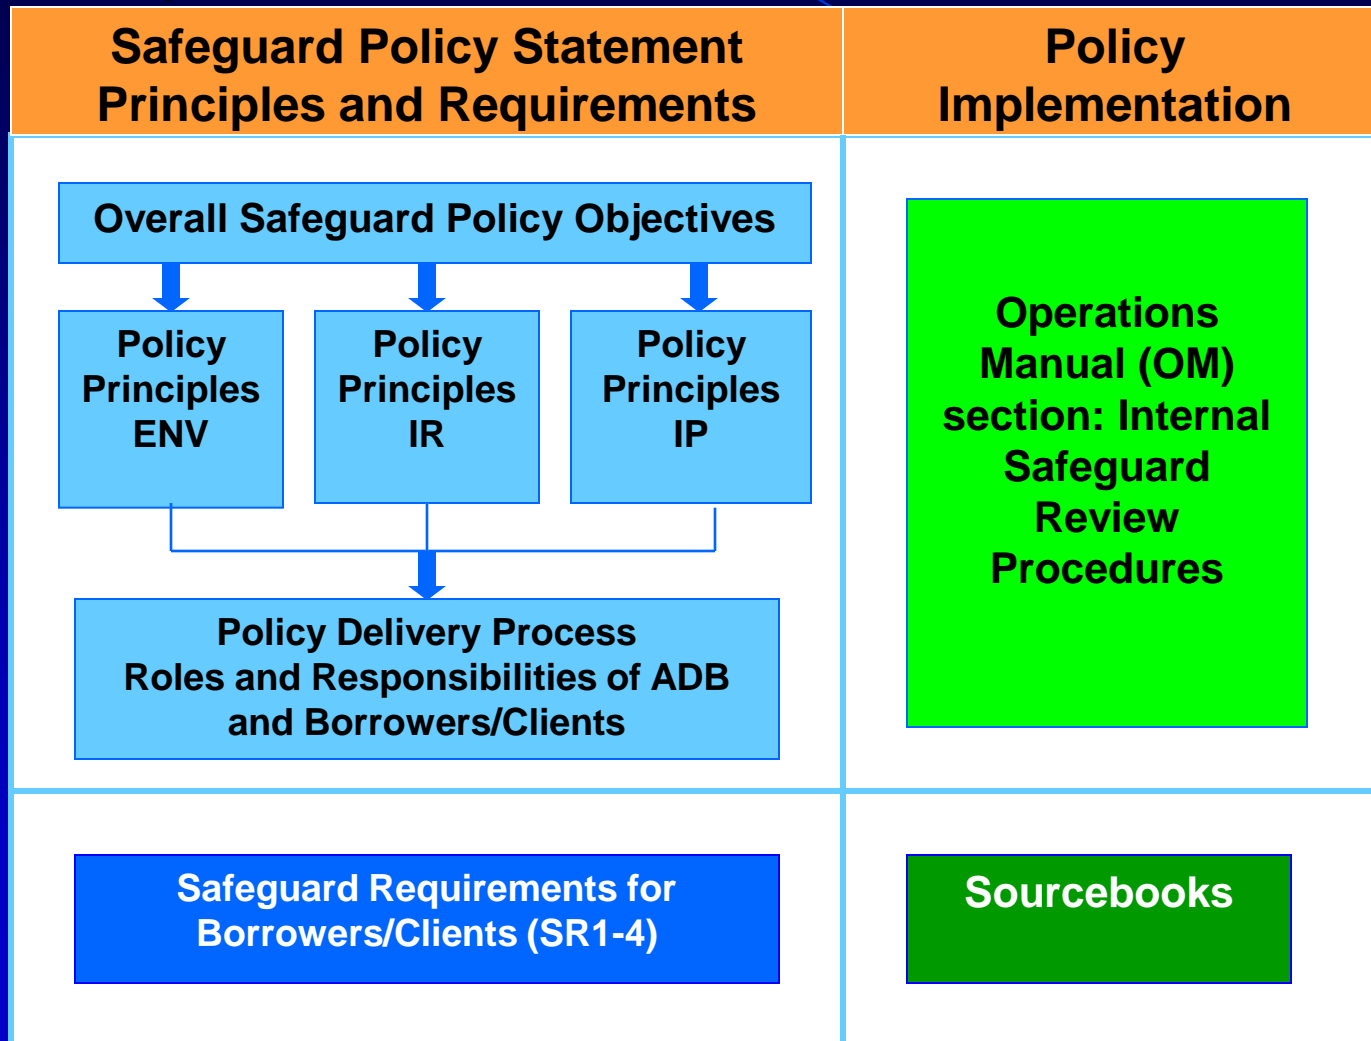 Safeguard Policy Statement
Principles and Requirements
Policy
Implementation
Overall Safeguard Policy Objectives
Policy
Principles
ENV
Policy
Principles
IR
Policy
Principles
IP
Policy Delivery Process
Roles and Responsibilities of ADB
and Borrowers/Clients
Operations
Manual (OM)
section: Internal
Safeguard
Review
Procedures
Safeguard Requirements for
Borrowers/Clients (SR1-4)
Sourcebooks